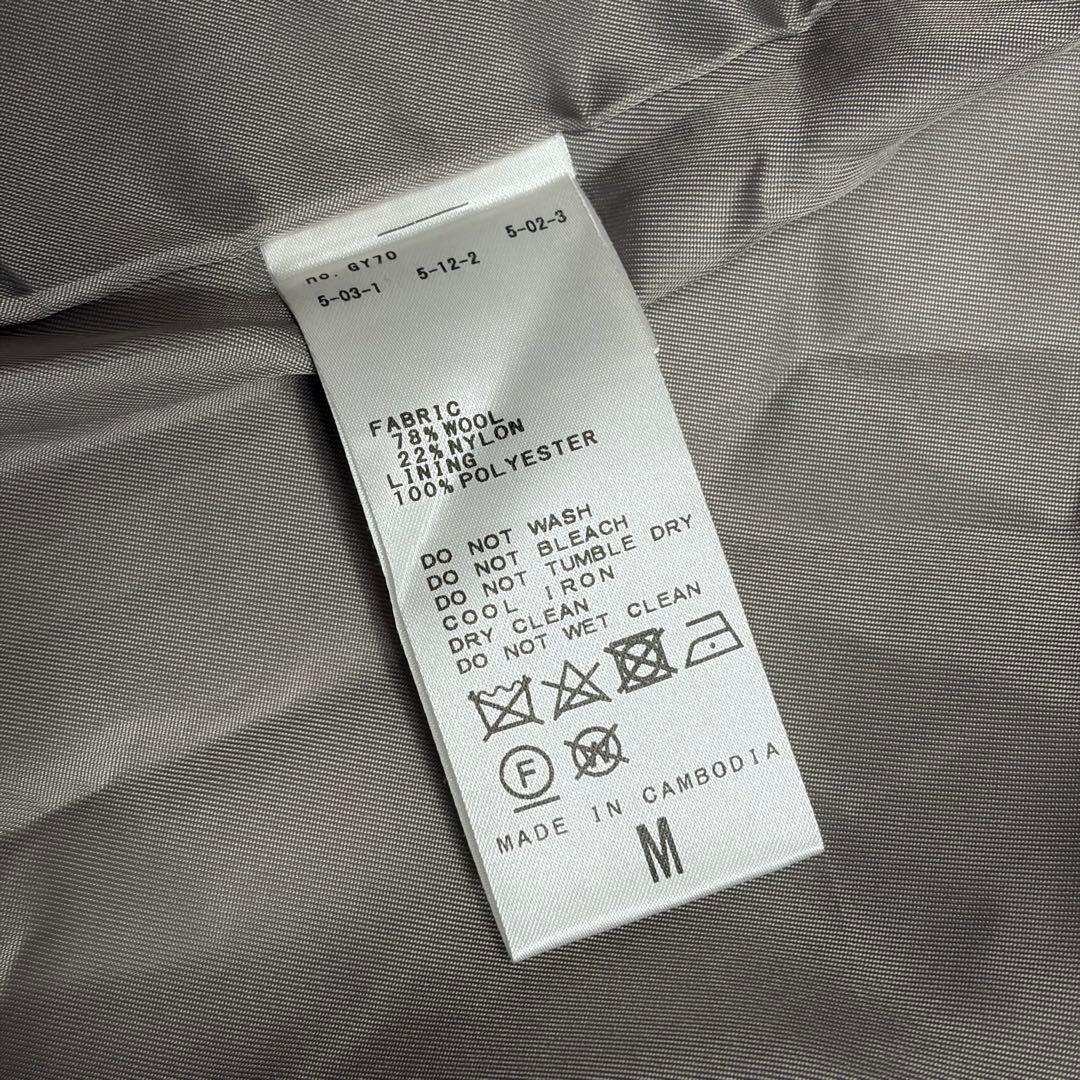 no. GY70
5-03-1 5-12-2 5-02-3
FABRIC
78% WOOL
22% NYLON
LINING
100% POLYESTER
DO NOT WASH
DO NOT BLEACH
DO NOT TUMBLE DRY
COOL IRON
DRY CLEAN
DO NOT WET CLEAN
F W
MADE IN CAMBODIA
M